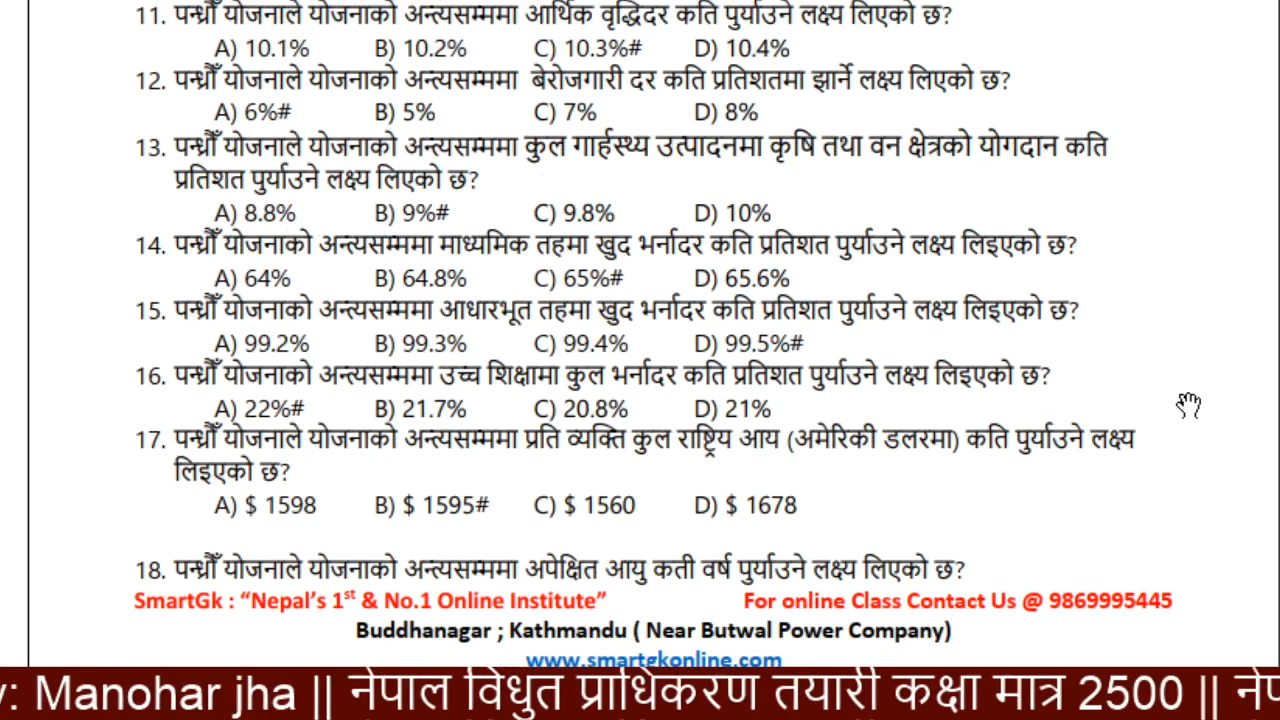 11. पन्ध्रौँ योजनाले योजनाको अन्त्यसम्ममा आर्थिक वृद्धिदर कति पुर्याउने लक्ष्य लिएको छ?
A) 10.1% B) 10.2% C) 10.3%# D) 10.4%
12. पन्ध्रौँ योजनाले योजनाको अन्त्यसम्ममा बेरोजगारी दर कति प्रतिशतमा झार्ने लक्ष्य लिएको छ?
A) 6%# B) 5% C) 7% D) 8%
13. पन्ध्रौँ योजनाले योजनाको अन्त्यसम्ममा कुल गार्हस्थ्य उत्पादनमा कृषि तथा वन क्षेत्रको योगदान कति
प्रतिशत पुर्याउने लक्ष्य लिएको छ?
A) 8.8% B) 9%# C) 9.8% D) 10%
14. पन्ध्रौँ योजनाको अन्त्यसम्ममा माध्यमिक तहमा खुद भर्नादर कति प्रतिशत पुर्याउने लक्ष्य लिइएको छ?
A) 64% B) 64.8% C) 65%# D) 65.6%
15. पन्ध्रौँ योजनाको अन्त्यसम्ममा आधारभूत तहमा खुद भर्नादर कति प्रतिशत पुर्याउने लक्ष्य लिइएको छ?
A) 99.2% B) 99.3% C) 99.4% D) 99.5%#
16. पन्ध्रौँ योजनाको अन्त्यसम्ममा उच्च शिक्षामा कुल भर्नादर कति प्रतिशत पुर्याउने लक्ष्य लिइएको छ?
A) 22%# B) 21.7% C) 20.8% D) 21%
17. पन्ध्रौँ योजनाले योजनाको अन्त्यसम्ममा प्रति व्यक्ति कुल राष्ट्रिय आय (अमेरिकी डलरमा) कति पुर्याउने लक्ष्य
लिइएको छ?
A) $ 1598 B) $ 1595# C) $ 1560 D) $ 1678
18. पन्ध्रौँ योजनाले योजनाको अन्त्यसम्ममा अपेक्षित आयु कती वर्ष पुर्याउने लक्ष्य लिएको छ?
SmartGk : “Nepal’s 1st & No.1 Online Institute” For online Class Contact Us @ 9869995445
Buddhanagar ; Kathmandu ( Near Butwal Power Company)
www.smartgkonline.com
y: Manohar jha || नेपाल विधुत प्राधिकरण तयारी कक्षा मात्र 2500 ||